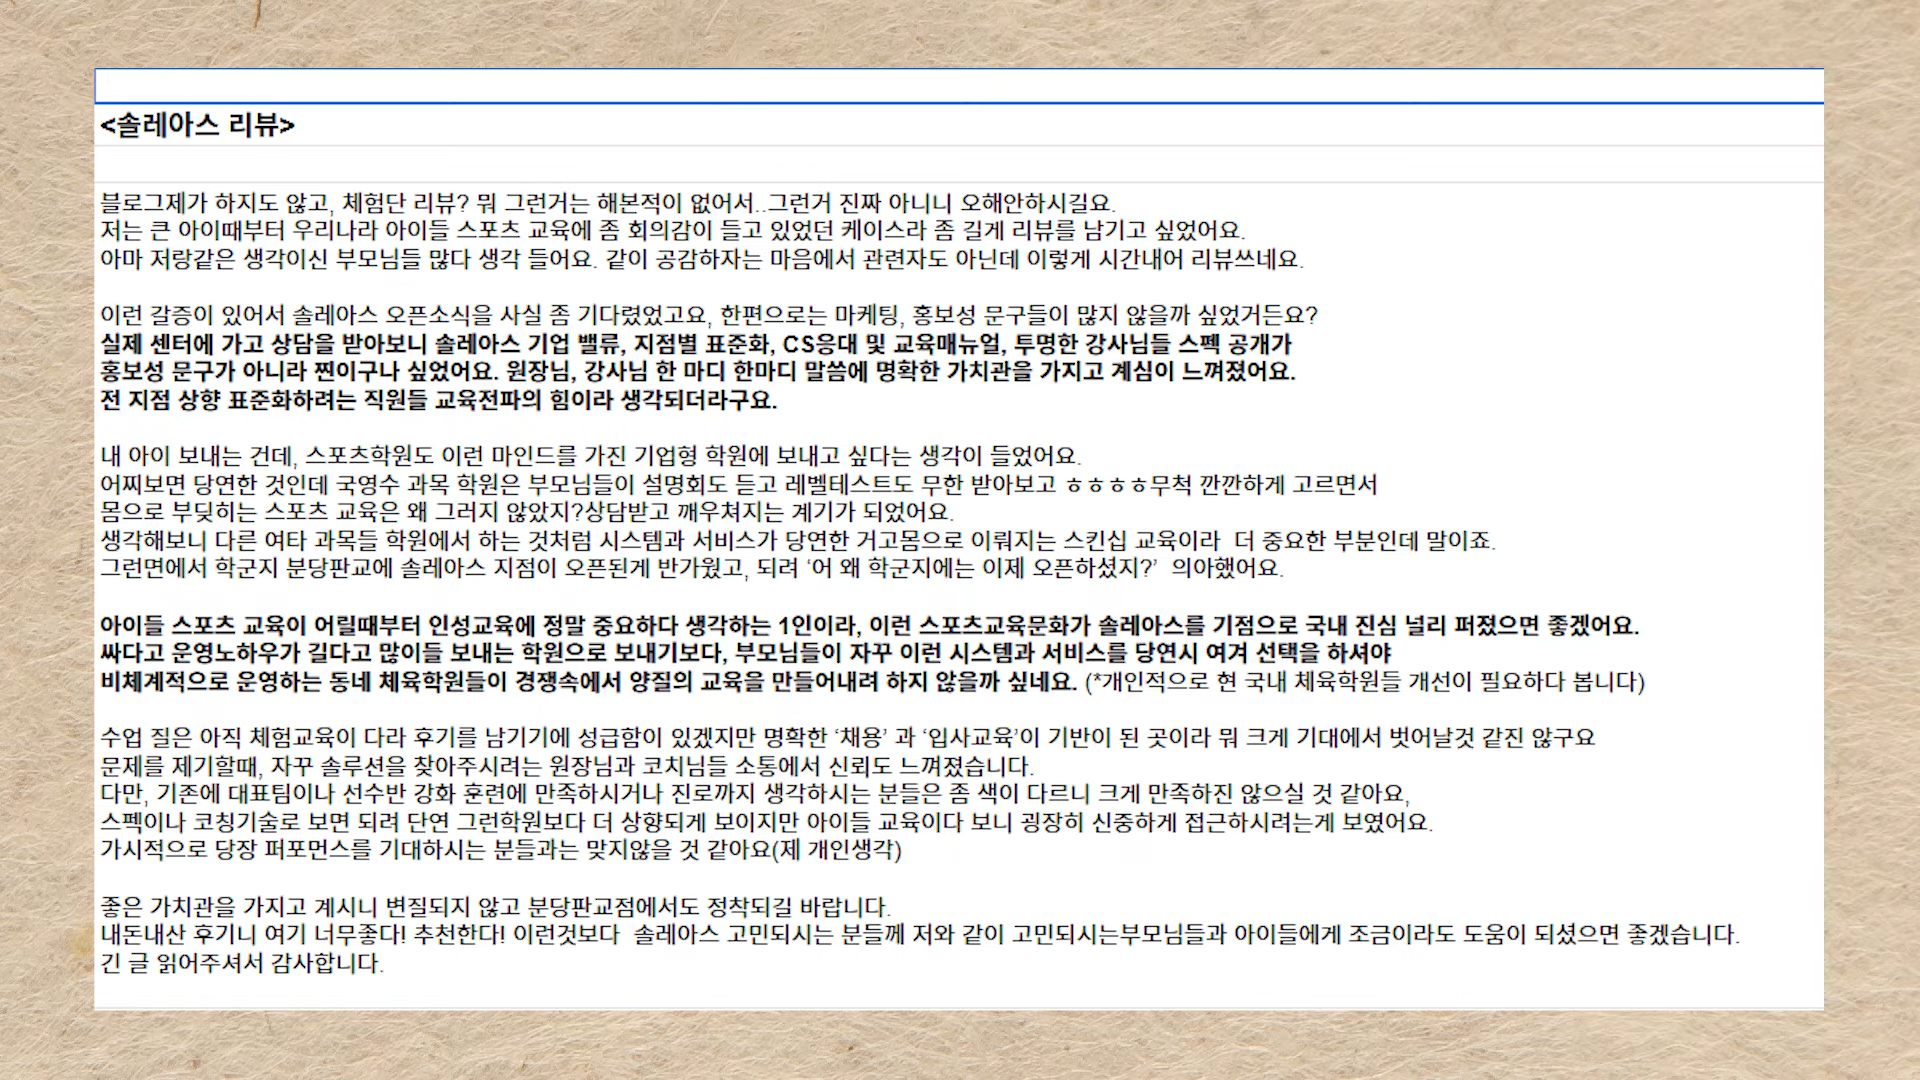 <솔레아스 리뷰>
블로그제가 하지도 않고, 체험단 리뷰? 뭐 그런거는 해본적이 없어서..그런거 진짜 아니니 오해안하시길요.
저는 큰 아이때부터 우리나라 아이들 스포츠 교육에 좀 회의감이 들고 있었던 케이스라 좀 길게 리뷰를 남기고 싶었어요.
아마 저랑같은 생각이신 부모님들 많다 생각 들어요. 같이 공감하자는 마음에서 관련자도 아닌데 이렇게 시간내어 리뷰쓰네요.
이런 갈증이 있어서 솔레아스 오픈소식을 사실 좀 기다렸었고요, 한편으로는 마케팅, 홍보성 문구들이 많지 않을까 싶었거든요?
실제 센터에 가고 상담을 받아보니 솔레아스 기업 밸류, 지점별 표준화, CS응대 및 교육매뉴얼, 투명한 강사님들 스펙 공개가
홍보성 문구가 아니라 찐이구나 싶었어요. 원장님, 강사님 한 마디 한마디 말씀에 명확한 가치관을 가지고 계심이 느껴졌어요.
전 지점 상향 표준화하려는 직원들 교육전파의 힘이라 생각되더라구요.
내 아이 보내는 건데, 스포츠학원도 이런 마인드를 가진 기업형 학원에 보내고 싶다는 생각이 들었어요.
어찌보면 당연한 것인데 국영수 과목 학원은 부모님들이 설명회도 듣고 레벨테스트도 무한 받아보고 ㅎㅎㅎㅎ무척 깐깐하게 고르면서
몸으로 부딪히는 스포츠 교육은 왜 그러지 않았지?상담받고 깨우쳐지는 계기가 되었어요.
생각해보니 다른 여타 과목들 학원에서 하는 것처럼 시스템과 서비스가 당연한 거고몸으로 이뤄지는 스킨십 교육이라  더 중요한 부분인데 말이죠.
그런면에서 학군지 분당판교에 솔레아스 지점이 오픈된게 반가웠고, 되려 ‘어 왜 학군지에는 이제 오픈하셨지?’  의아했어요.
아이들 스포츠 교육이 어릴때부터 인성교육에 정말 중요하다 생각하는 1인이라, 이런 스포츠교육문화가 솔레아스를 기점으로 국내 진심 널리 퍼졌으면 좋겠어요.
싸다고 운영노하우가 길다고 많이들 보내는 학원으로 보내기보다, 부모님들이 자꾸 이런 시스템과 서비스를 당연시 여겨 선택을 하셔야
비체계적으로 운영하는 동네 체육학원들이 경쟁속에서 양질의 교육을 만들어내려 하지 않을까 싶네요. (*개인적으로 현 국내 체육학원들 개선이 필요하다 봅니다)
수업 질은 아직 체험교육이 다라 후기를 남기기에 성급함이 있겠지만 명확한 ‘채용’ 과 ‘입사교육’이 기반이 된 곳이라 뭐 크게 기대에서 벗어날것 같진 않구요
문제를 제기할때, 자꾸 솔루션을 찾아주시려는 원장님과 코치님들 소통에서 신뢰도 느껴졌습니다.
다만, 기존에 대표팀이나 선수반 강화 훈련에 만족하시거나 진로까지 생각하시는 분들은 좀 색이 다르니 크게 만족하진 않으실 것 같아요,
스펙이나 코칭기술로 보면 되려 단연 그런학원보다 더 상향되게 보이지만 아이들 교육이다 보니 굉장히 신중하게 접근하시려는게 보였어요.
가시적으로 당장 퍼포먼스를 기대하시는 분들과는 맞지않을 것 같아요(제 개인생각)
좋은 가치관을 가지고 계시니 변질되지 않고 분당판교점에서도 정착되길 바랍니다.
내돈내산 후기니 여기 너무좋다! 추천한다! 이런것보다  솔레아스 고민되시는 분들께 저와 같이 고민되시는부모님들과 아이들에게 조금이라도 도움이 되셨으면 좋겠습니다.
긴 글 읽어주셔서 감사합니다.